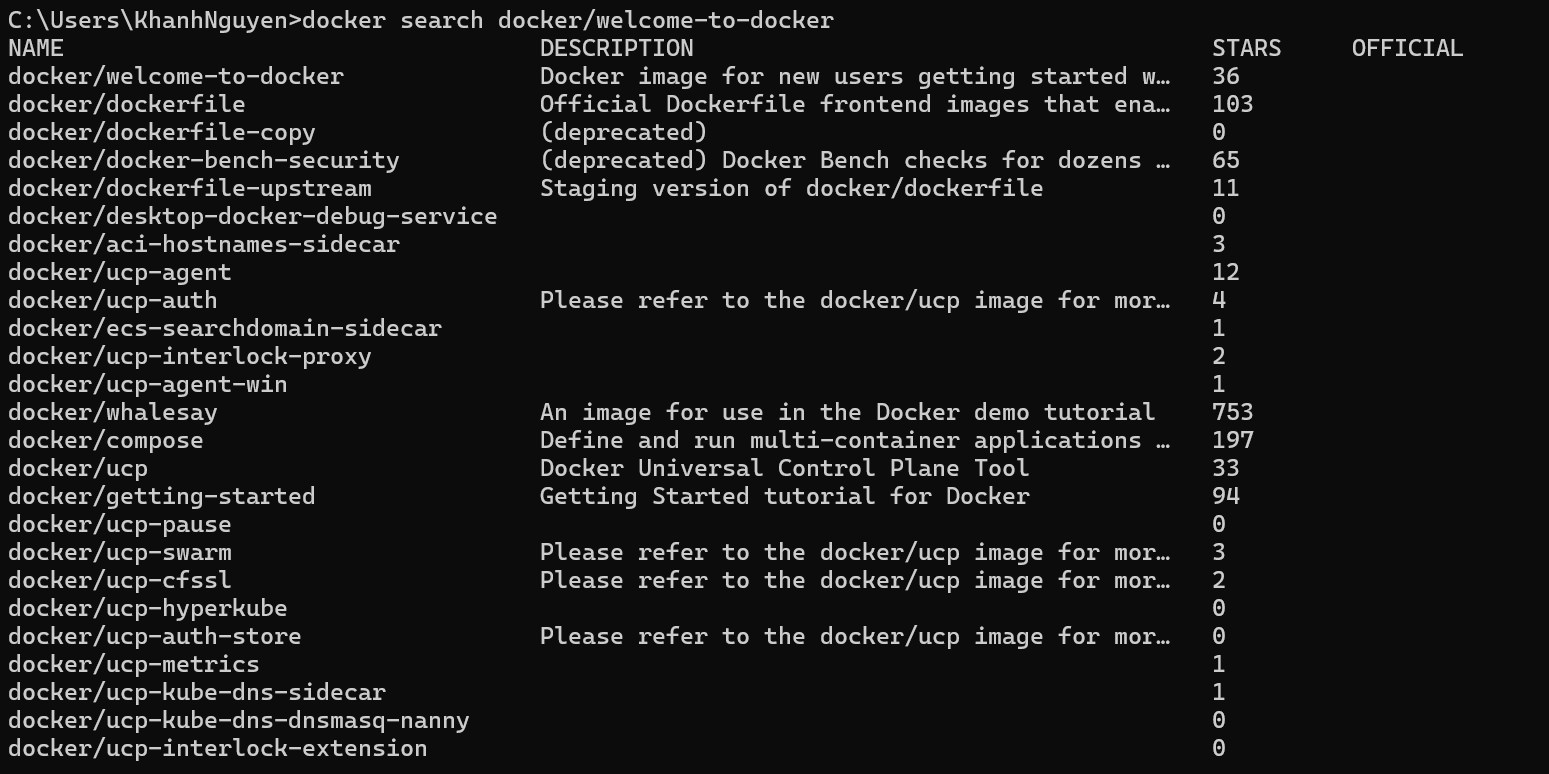 C:\Users\KhanhNguyen>docker search docker/welcome-to-docker
NAME DESCRIPTION STARS OFFICIAL
docker/welcome-to-docker Docker image for new users getting started w… 36
docker/dockerfile Official Dockerfile frontend images that ena… 103
docker/dockerfile-copy (deprecated) 0
docker/docker-bench-security (deprecated) Docker Bench checks for dozens … 65
docker/dockerfile-upstream Staging version of docker/dockerfile 11
docker/desktop-docker-debug-service 0
docker/aci-hostnames-sidecar 3
docker/ucp-agent 12
docker/ucp-auth Please refer to the docker/ucp image for mor… 4
docker/ecs-searchdomain-sidecar 1
docker/ucp-interlock-proxy 2
docker/ucp-agent-win 1
docker/whalesay An image for use in the Docker demo tutorial 753
docker/compose Define and run multi-container applications … 197
docker/ucp Docker Universal Control Plane Tool 33
docker/getting-started Getting Started tutorial for Docker 94
docker/ucp-pause 0
docker/ucp-swarm Please refer to the docker/ucp image for mor… 3
docker/ucp-cfssl Please refer to the docker/ucp image for mor… 2
docker/ucp-hyperkube 0
docker/ucp-auth-store Please refer to the docker/ucp image for mor… 0
docker/ucp-metrics 1
docker/ucp-kube-dns-sidecar 1
docker/ucp-kube-dns-dnsmasq-nanny 0
docker/ucp-interlock-extension 0